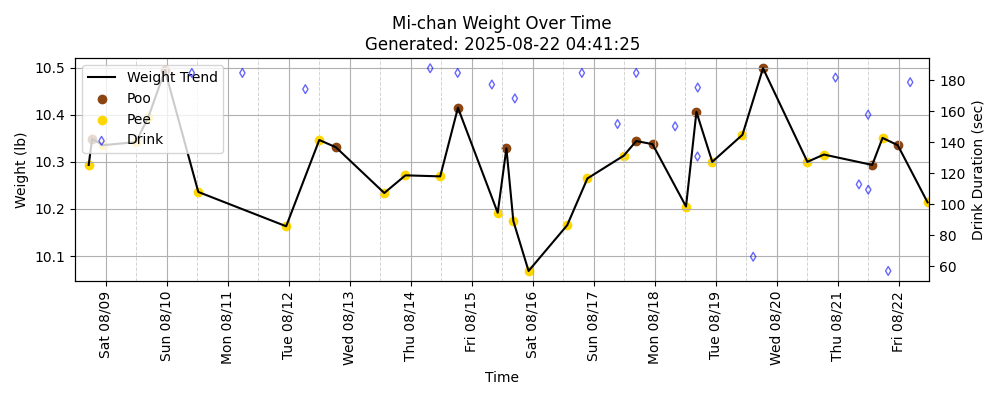 Mi-chan Weight Over Time
Generated: 2025-08-22 04:41:25
Weight (lb)
10.5
10.4
10.3
10.2
10.1
Weight Trend
Poo
Pee
Drink
180
160
140
120
100
80
60
Drink Duration (sec)
Sat 08/09
Sun 08/10
Mon 08/11
Tue 08/12
Wed 08/13
Thu 08/14
Fri 08/15
Sat 08/16
Sun 08/17
Mon 08/18
Tue 08/19
Wed 08/20
Thu 08/21
Fri 08/22
Time